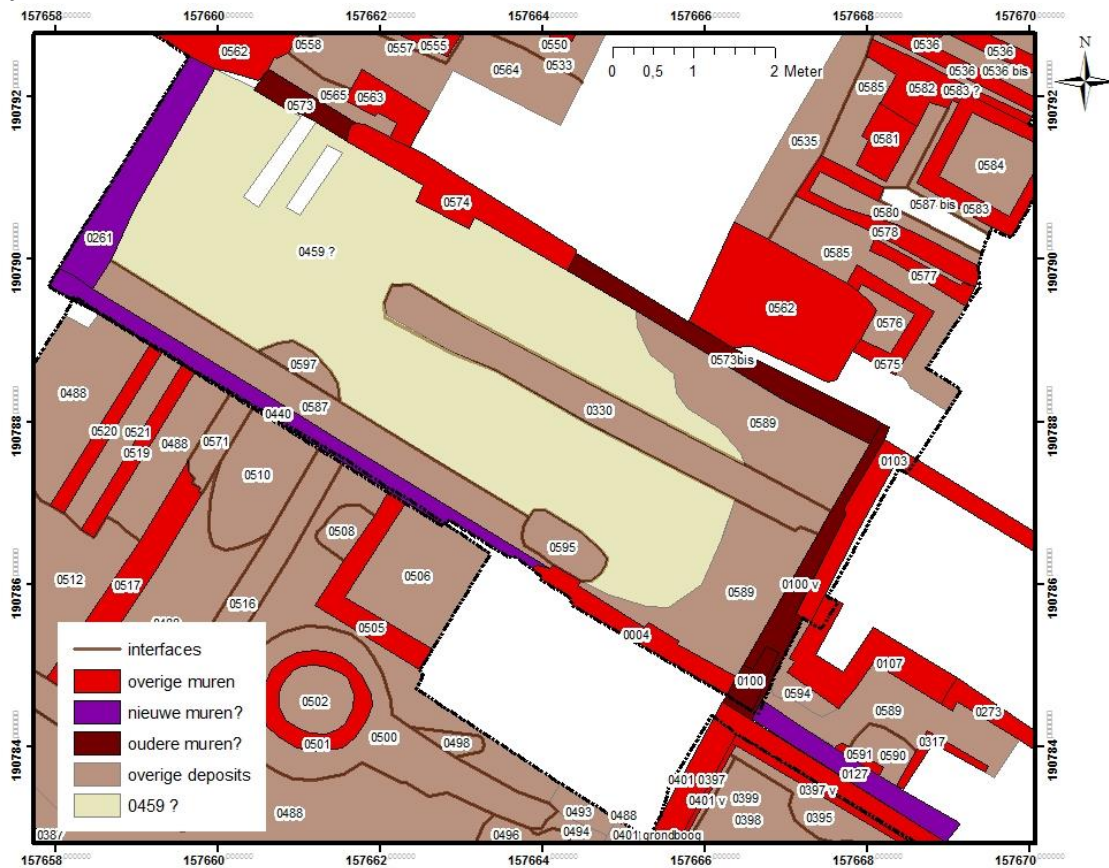 157658 157660 157662 157664 157666 157668 157670
190792 190792
190790 190790
190788 190788
190786 190786
190784 190784
157658 157660 157662 157664 157666 157668 157670
N
0 0,5 1 2 Meter
0562 0558 0557 0555 0550 0533 0564 0536 0536
0536 0536 bis
0585 0582 0583 ?
0573 0565 0563
0535 0581 0584
0574 0587 bis 0583
0580
0578
0261 0459 ? 0585 0577
0562 0576
0575
0573bis
0597
0488 0587 0330
0440 0589
0520 0521 0488 0571
0519
0510 0103
0508
0595
0512 0517 0506 0589 0100 v
0516
0488
0505 0004
0107
0100 0594
0502 0589 0273
0501 0500 0498 0317
0591 0590
0127
0401 0397 0397 v
0401 v 0399
0398 0395
0488 0493 0488
0387 0496 0494 0401 grondboog
interfaces
overige muren
nieuwe muren?
oudere muren?
overige deposits
0459 ?